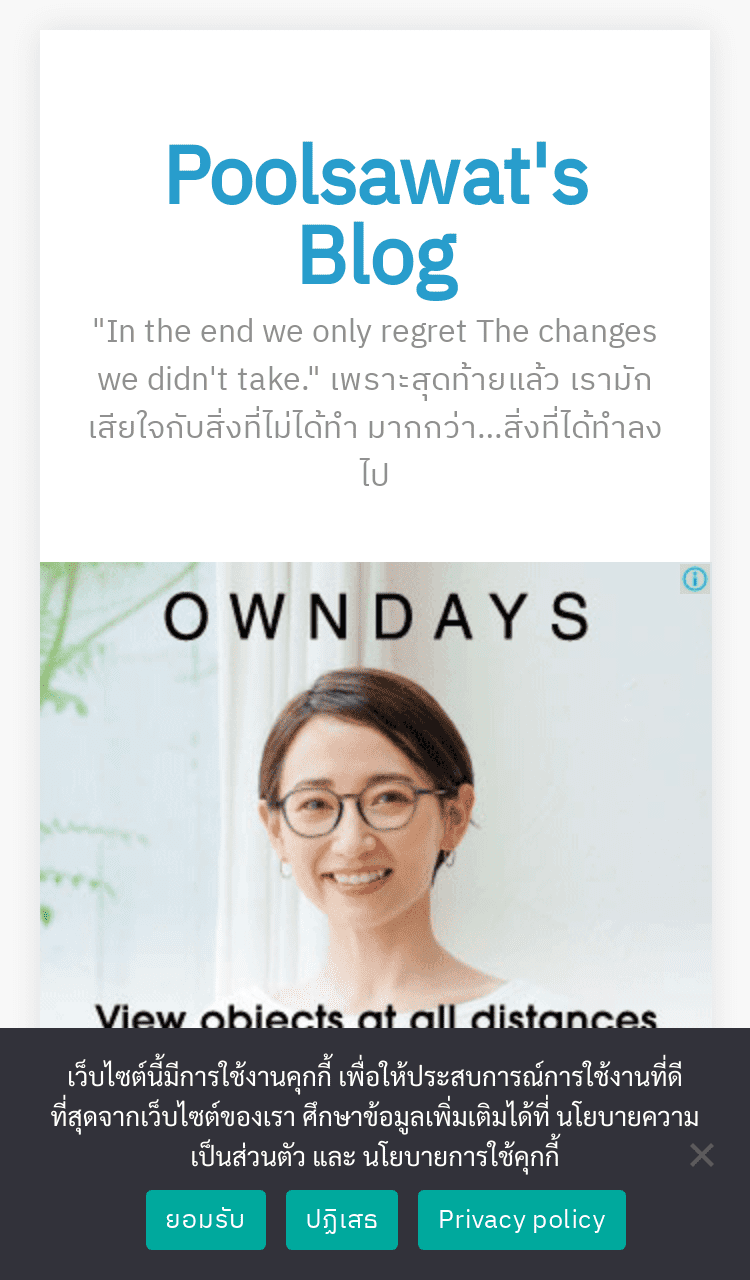 Poolsawat's
Blog
"In the end we only regret The changes
we didn't take." เพราะสุดท้ายแล้ว เรามัก
เสียใจกับสิ่งที่ไม่ได้ทำ มากกว่า...สิ่งที่ได้ทำลง
ไป
OWNDAYS
View objects at all distances
เว็บไซต์นี้มีการใช้งานคุกกี้ เพื่อให้ประสบการณ์การใช้งานที่ดี
ที่สุดจากเว็บไซต์ของเรา ศึกษาข้อมูลเพิ่มเติมได้ที่ นโยบายความ
เป็นส่วนตัว และ นโยบายการใช้คุกกี้
ยอมรับ ปฏิเสธ Privacy policy